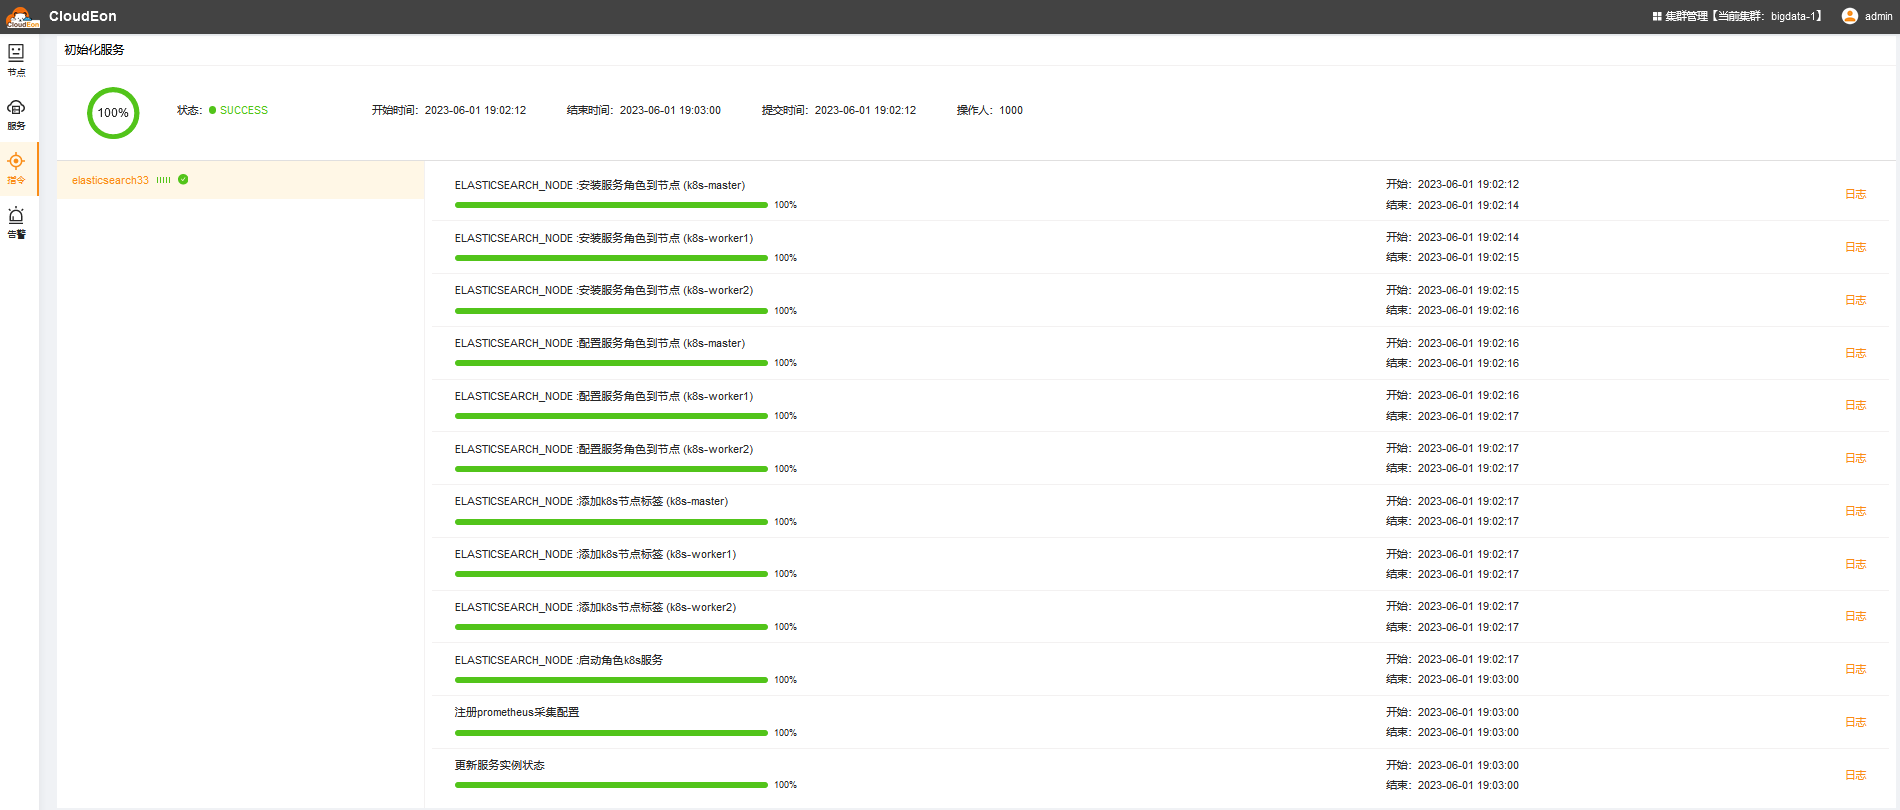 CloudEon
CloudEon
集群管理【当前集群：bigdata-1】
admin
节点
服务
指令
告警
初始化服务
100%
状态： SUCCESS
开始时间：2023-06-01 19:02:12
结束时间：2023-06-01 19:03:00
提交时间：2023-06-01 19:02:12
操作人：1000
elasticsearch33
ELASTICSEARCH_NODE :安装服务角色到节点 (k8s-master)
100%
开始：2023-06-01 19:02:12
结束：2023-06-01 19:02:14
日志
ELASTICSEARCH_NODE :安装服务角色到节点 (k8s-worker1)
100%
开始：2023-06-01 19:02:14
结束：2023-06-01 19:02:15
日志
ELASTICSEARCH_NODE :安装服务角色到节点 (k8s-worker2)
100%
开始：2023-06-01 19:02:15
结束：2023-06-01 19:02:16
日志
ELASTICSEARCH_NODE :配置服务角色到节点 (k8s-master)
100%
开始：2023-06-01 19:02:16
结束：2023-06-01 19:02:16
日志
ELASTICSEARCH_NODE :配置服务角色到节点 (k8s-worker1)
100%
开始：2023-06-01 19:02:16
结束：2023-06-01 19:02:17
日志
ELASTICSEARCH_NODE :配置服务角色到节点 (k8s-worker2)
100%
开始：2023-06-01 19:02:17
结束：2023-06-01 19:02:17
日志
ELASTICSEARCH_NODE :添加k8s节点标签 (k8s-master)
100%
开始：2023-06-01 19:02:17
结束：2023-06-01 19:02:17
日志
ELASTICSEARCH_NODE :添加k8s节点标签 (k8s-worker1)
100%
开始：2023-06-01 19:02:17
结束：2023-06-01 19:02:17
日志
ELASTICSEARCH_NODE :添加k8s节点标签 (k8s-worker2)
100%
开始：2023-06-01 19:02:17
结束：2023-06-01 19:02:17
日志
ELASTICSEARCH_NODE :启动角色k8s服务
100%
开始：2023-06-01 19:02:17
结束：2023-06-01 19:03:00
日志
注册prometheus采集配置
100%
开始：2023-06-01 19:03:00
结束：2023-06-01 19:03:00
日志
更新服务实例状态
100%
开始：2023-06-01 19:03:00
结束：2023-06-01 19:03:00
日志